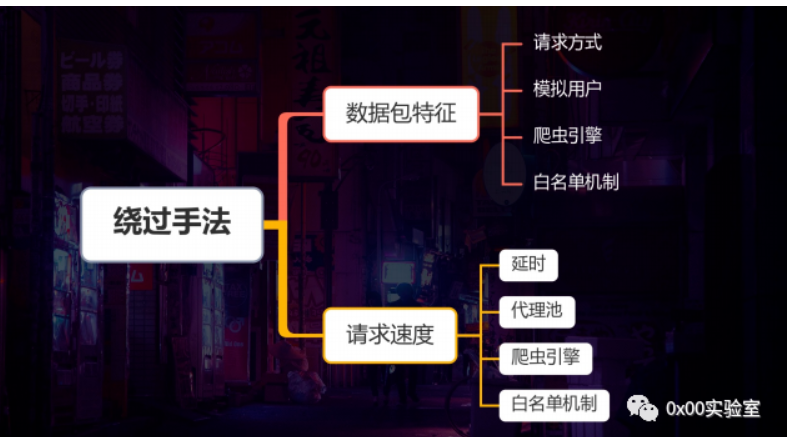 绕过手法
数据包特征
请求方式
模拟用户
爬虫引擎
白名单机制
请求速度
延时
代理池
爬虫引擎
白名单机制
0x00实验室